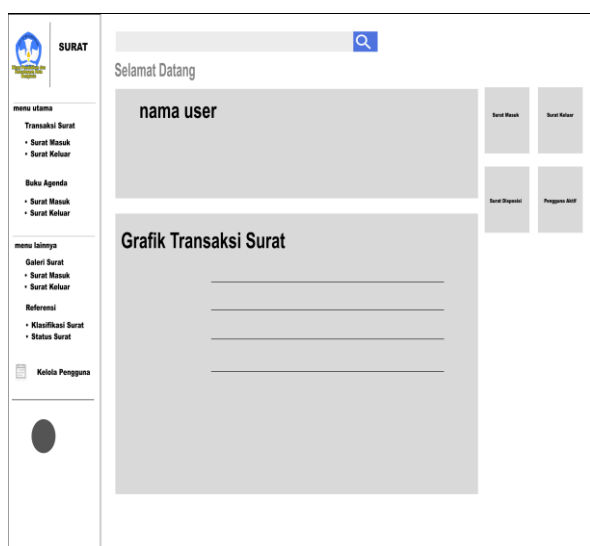 SURAT
menu utama
Transaksi Surat
• Surat Masuk
• Surat Keluar
Buku Agenda
• Surat Masuk
• Surat Keluar
menu lainnya
Galeri Surat
• Surat Masuk
• Surat Keluar
Referensi
• Klasifikasi Surat
• Status Surat
Kelola Pengguna
Selamat Datang
nama user
Grafik Transaksi Surat
Surat Masuk
Surat Keluar
Surat Disposisi
Pengguna Aktif